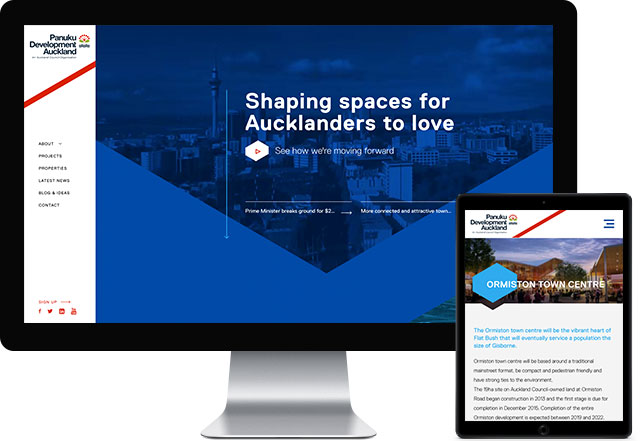 Panuku
Development
Auckland
An Auckland Council Organisation
ABOUT
PROJECTS
PROPERTIES
LATEST NEWS
BLOG & IDEAS
CONTACT
SIGN UP
Shaping spaces for
Aucklanders to love
See how we're moving forward
Prime Minister breaks ground for $2...
More connected and attractive town...
Panuku
Development
Auckland
An Auckland Council Organisation
ORMISTON TOWN CENTRE
The Ormiston town centre will be the vibrant heart of
Flat Bush that will eventually service a population the
size of Gisborne.
Ormiston town centre will be based around a traditional
mainstreet format, be compact and pedestrian friendly and
have strong ties to the environment.
The 19ha site on Auckland Council-owned land at Ormiston
Road began construction in 2013 and the first stage is due for
completion in December 2015. Completion of the entire
Ormiston development is expected between 2019 and 2022.